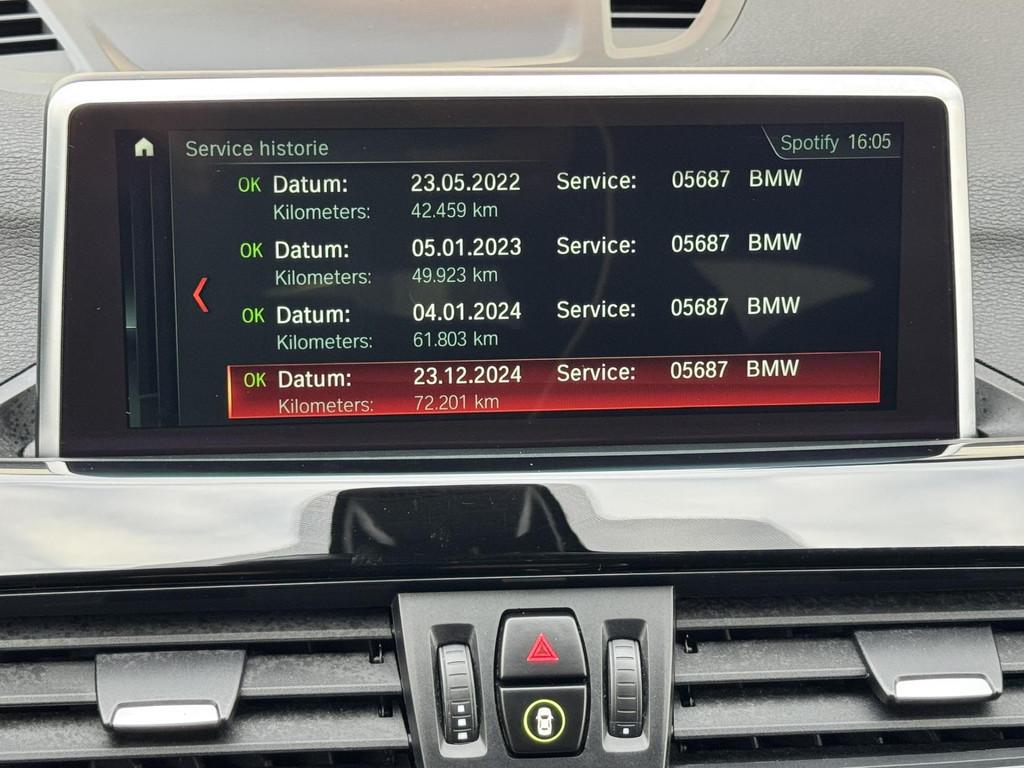 Service historie Spotify 16:05
OK Datum: 23.05.2022 Service: 05687 BMW
Kilometers: 42.459 km
OK Datum: 05.01.2023 Service: 05687 BMW
Kilometers: 49.923 km
OK Datum: 04.01.2024 Service: 05687 BMW
Kilometers: 61.803 km
OK Datum: 23.12.2024 Service: 05687 BMW
Kilometers: 72.201 km